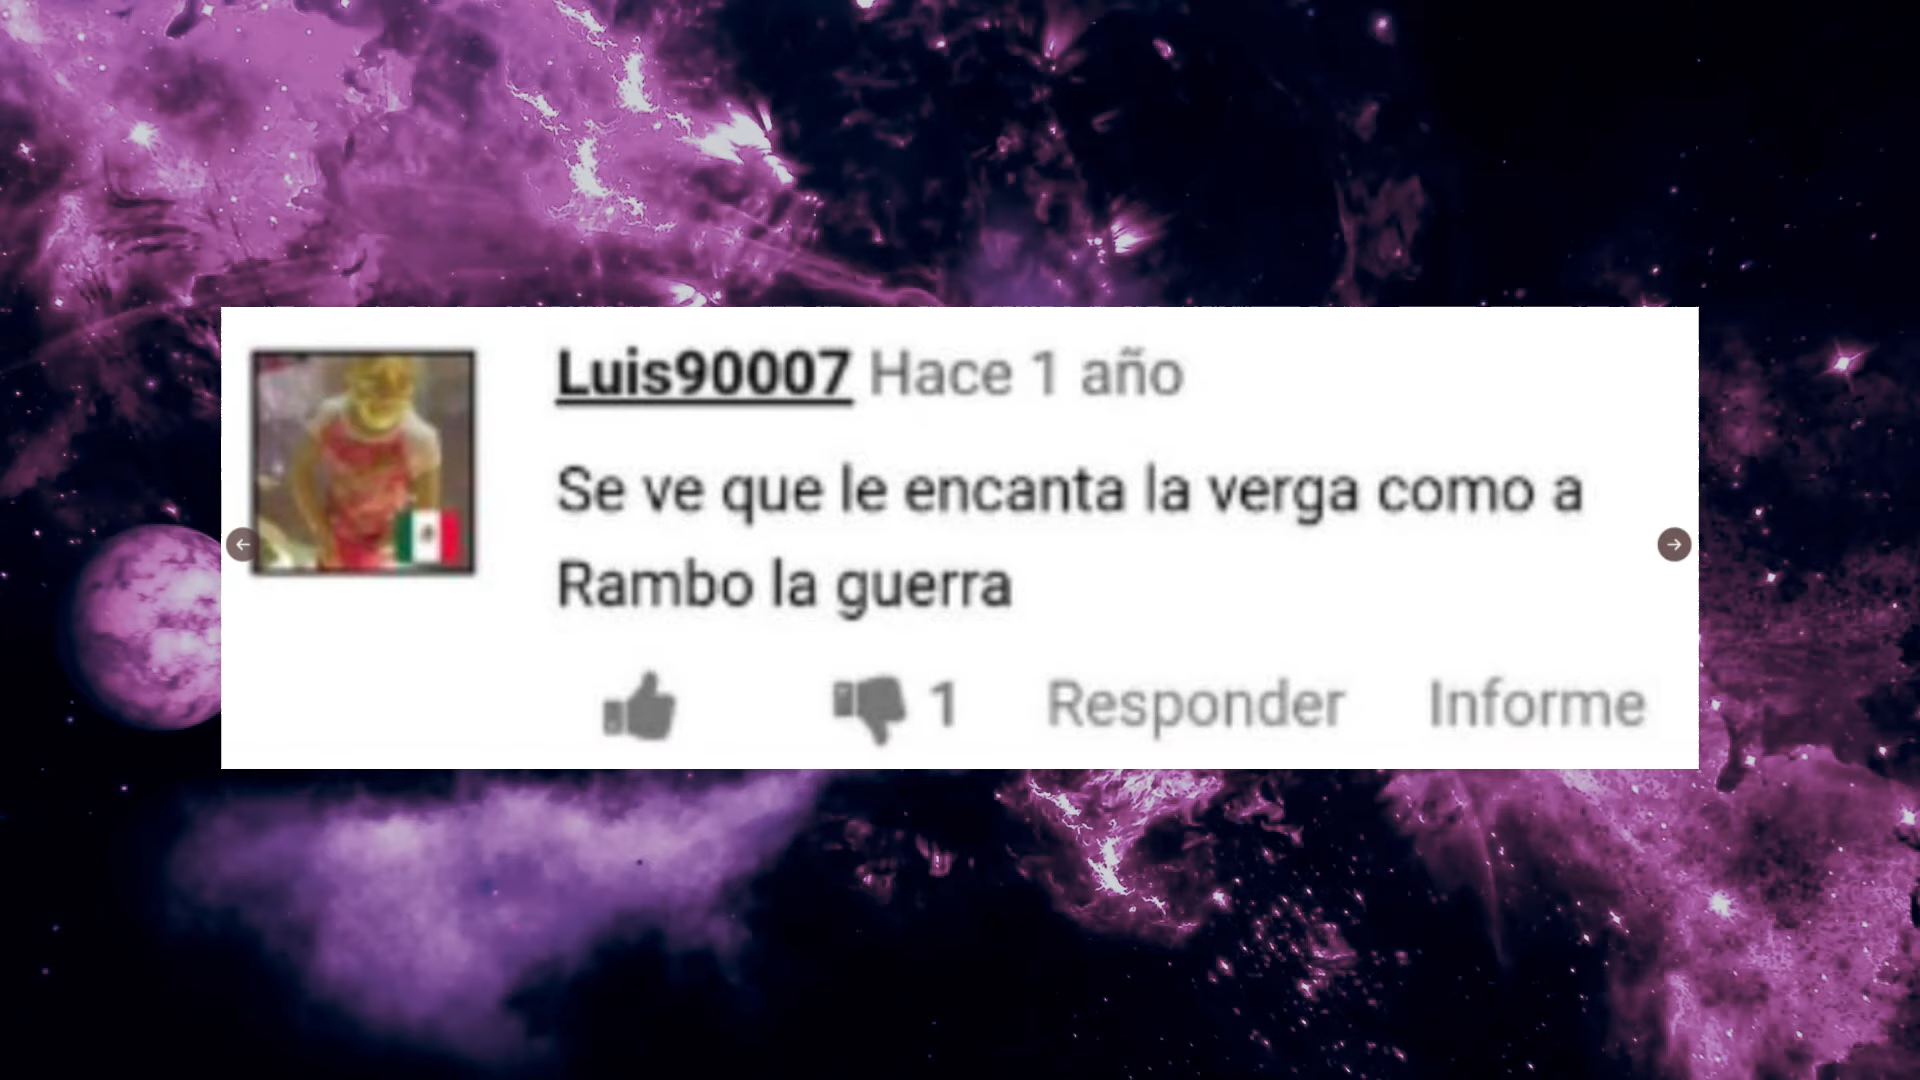 Luis90007 Hace 1 año
Se ve que le encanta la verga como a
Rambo la guerra
1 Responder Informe